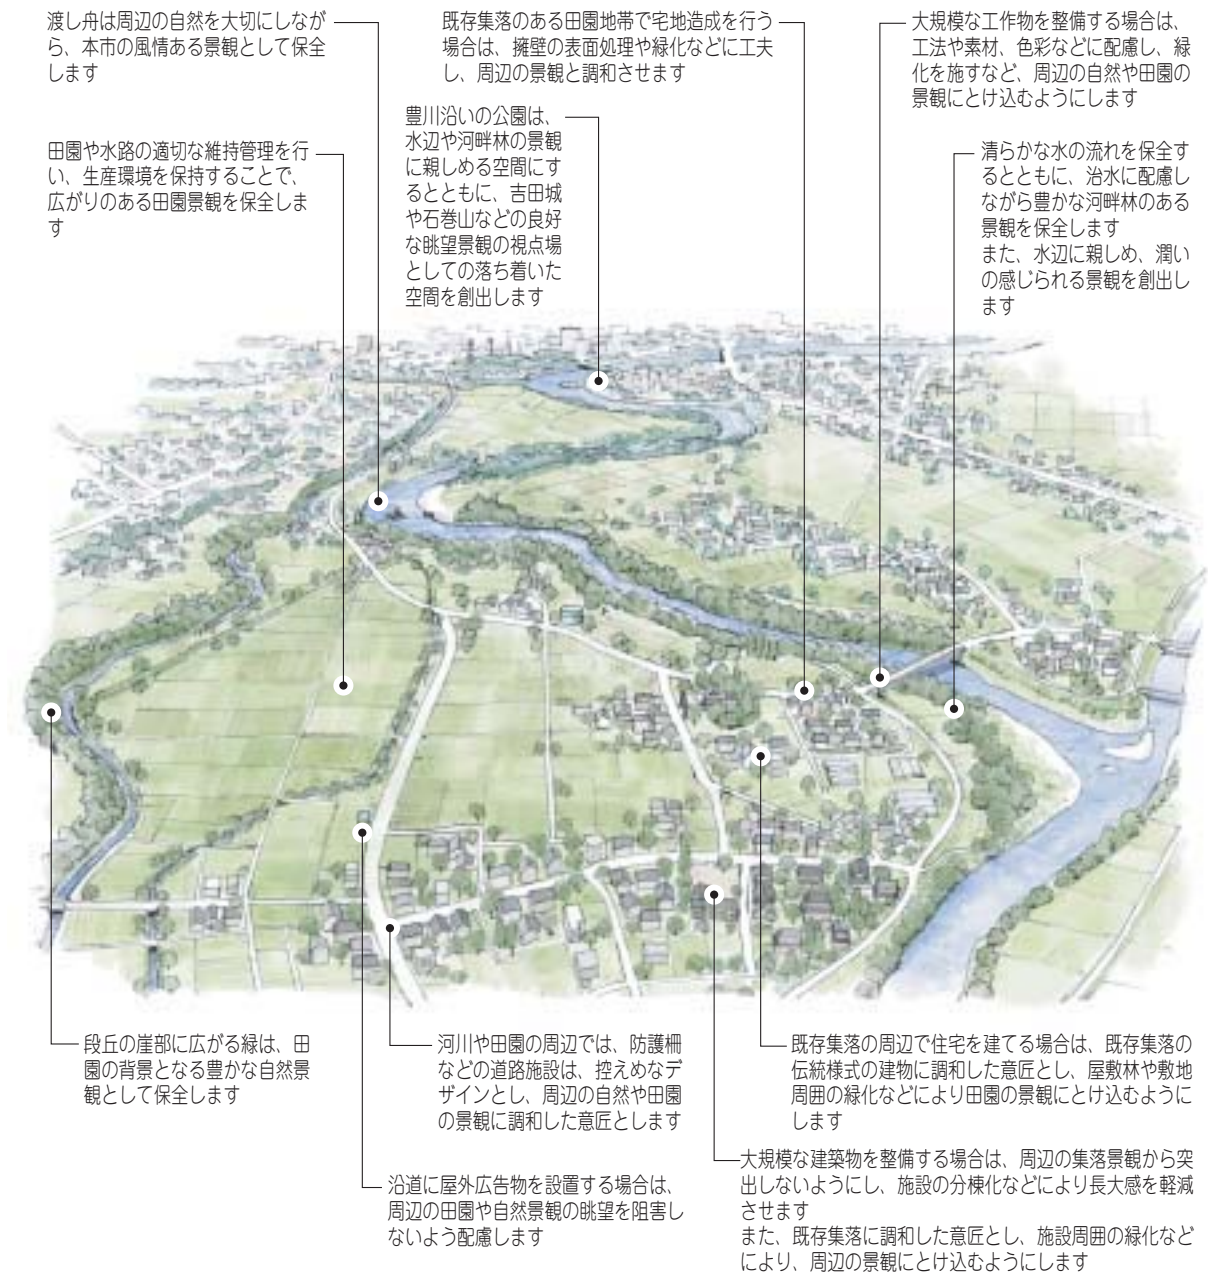 渡し舟は周辺の自然を大切にしなが
ら、本市の風情ある景観として保全
します
既存集落のある田園地帯で宅地造成を行う
場合は、擁壁の表面処理や緑化などに工夫
し、周辺の景観と調和させます
大規模な工作物を整備する場合は、
工法や素材、色彩などに配慮し、緑
化を施すなど、周辺の自然や田園の
景観にとけ込むようにします
田園や水路の適切な維持管理を行
い、生産環境を保持することで、
広がりのある田園景観を保全しま
す
豊川沿いの公園は、
水辺や河畔林の景観
に親しめる空間にす
るとともに、吉田城
や石巻山などの良好
な眺望景観の視点場
としての落ち着いた
空間を創出します
清らかな水の流れを保全す
るとともに、治水に配慮し
ながら豊かな河畔林のある
景観を保全します
また、水辺に親しめ、潤い
の感じられる景観を創出し
ます
段丘の崖部に広がる緑は、田
園の背景となる豊かな自然景
観として保全します
河川や田園の周辺では、防護柵
などの道路施設は、控えめなデ
ザインとし、周辺の自然や田園
の景観に調和した意匠とします
既存集落の周辺で住宅を建てる場合は、既存集落の
伝統様式の建物に調和した意匠とし、屋敷林や敷地
周囲の緑化などにより田園の景観にとけ込むように
します
沿道に屋外広告物を設置する場合は、
周辺の田園や自然景観の眺望を阻害し
ないよう配慮します
大規模な建築物を整備する場合は、周辺の集落景観から突
出しないようにし、施設の分棟化などにより長大感を軽減
させます
また、既存集落に調和した意匠とし、施設周囲の緑化など
により、周辺の景観にとけ込むようにします